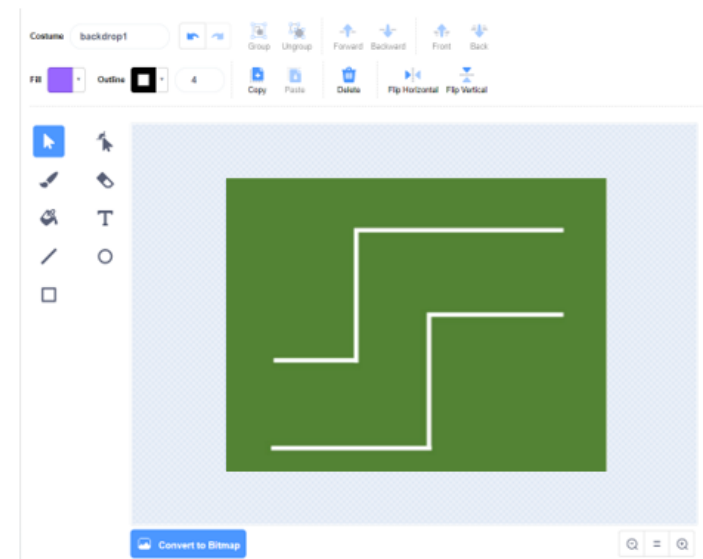 Costume backdrop1
Group Ungroup Forward Backward Front Back
Fill Outline 4
Copy Paste Delete Flip Horizontal Flip Vertical
T
Convert to Bitmap